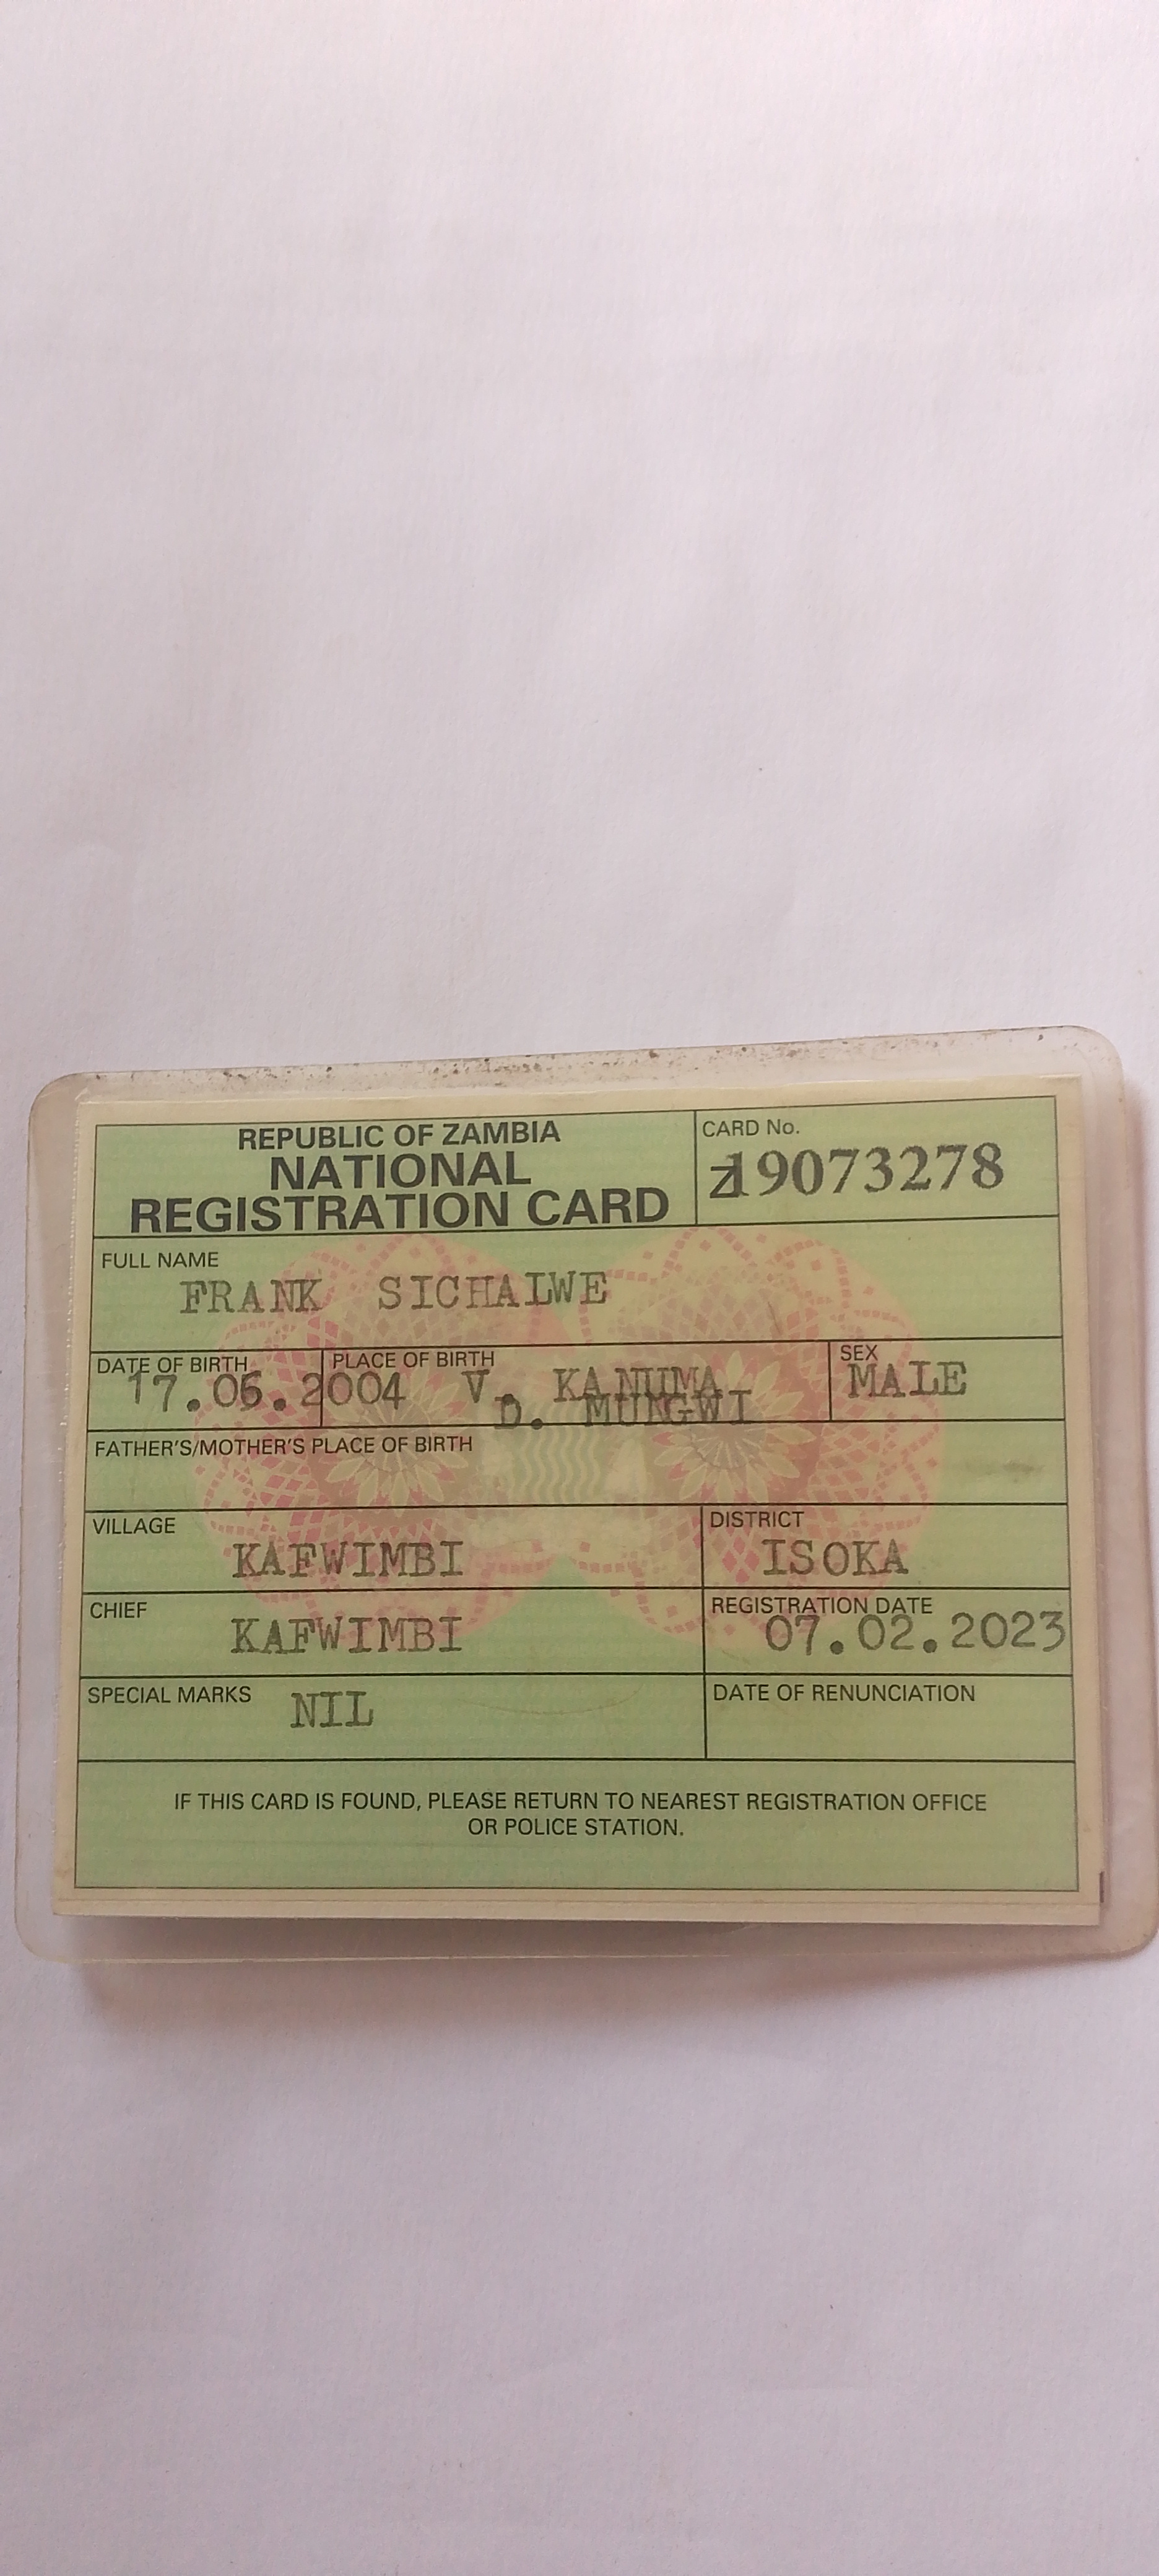 REPUBLIC OF ZAMBIA
NATIONAL
REGISTRATION CARD
CARD No.
Z19073278
FULL NAME
FRANK SICHALWE
DATE OF BIRTH
17.06.2004
PLACE OF BIRTH
V. KANUMA
D. MUNGWI
SEX
MALE
FATHER'S/MOTHER'S PLACE OF BIRTH
VILLAGE
KAFWIMBI
DISTRICT
ISOKA
CHIEF
KAFWIMBI
REGISTRATION DATE
07.02.2023
SPECIAL MARKS
NIL
DATE OF RENUNCIATION
IF THIS CARD IS FOUND, PLEASE RETURN TO NEAREST REGISTRATION OFFICE
OR POLICE STATION.